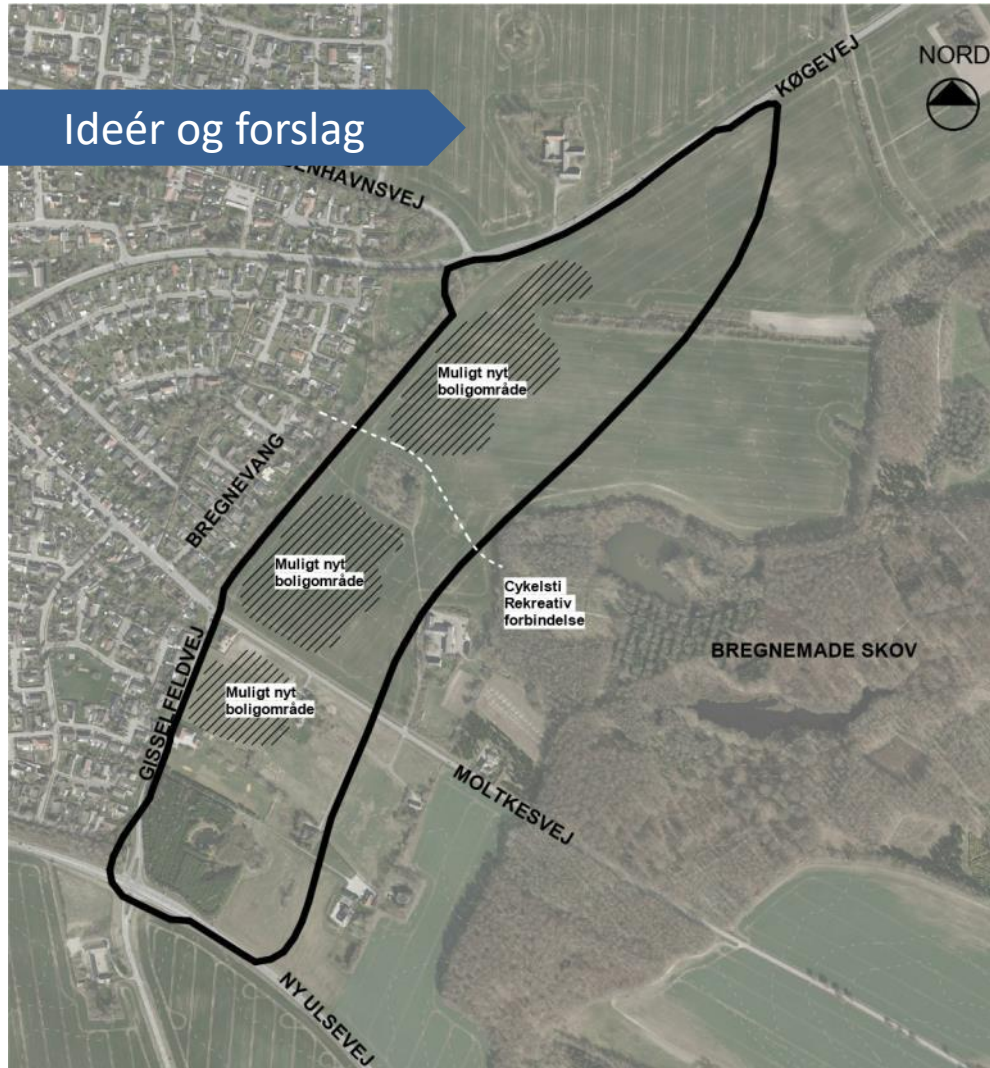 KØGEVEJ
NORD
Ideér og forslag
ENHAVNSVEJ
Muligt nyt
boligområde
BREGNEVANG
Muligt nyt
boligområde
Cykelsti
Rekreativ
forbindelse
BREGNEMADE SKOV
GISSELFELDVEJ
Muligt nyt
boligområde
MOLTKESVEJ
NY ULSEVEJ